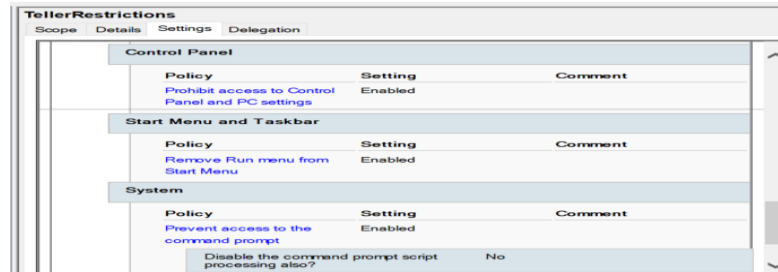 TellerRestrictions
Scope Details Settings Delegation
Control Panel
Policy Setting Comment
Prohibit access to Control Enabled
Panel and PC settings
Start Menu and Taskbar
Policy Setting Comment
Remove Run menu from Enabled
Start Menu
System
Policy Setting Comment
Prevent access to the Enabled
command prompt
Disable the command prompt script No
processing also?